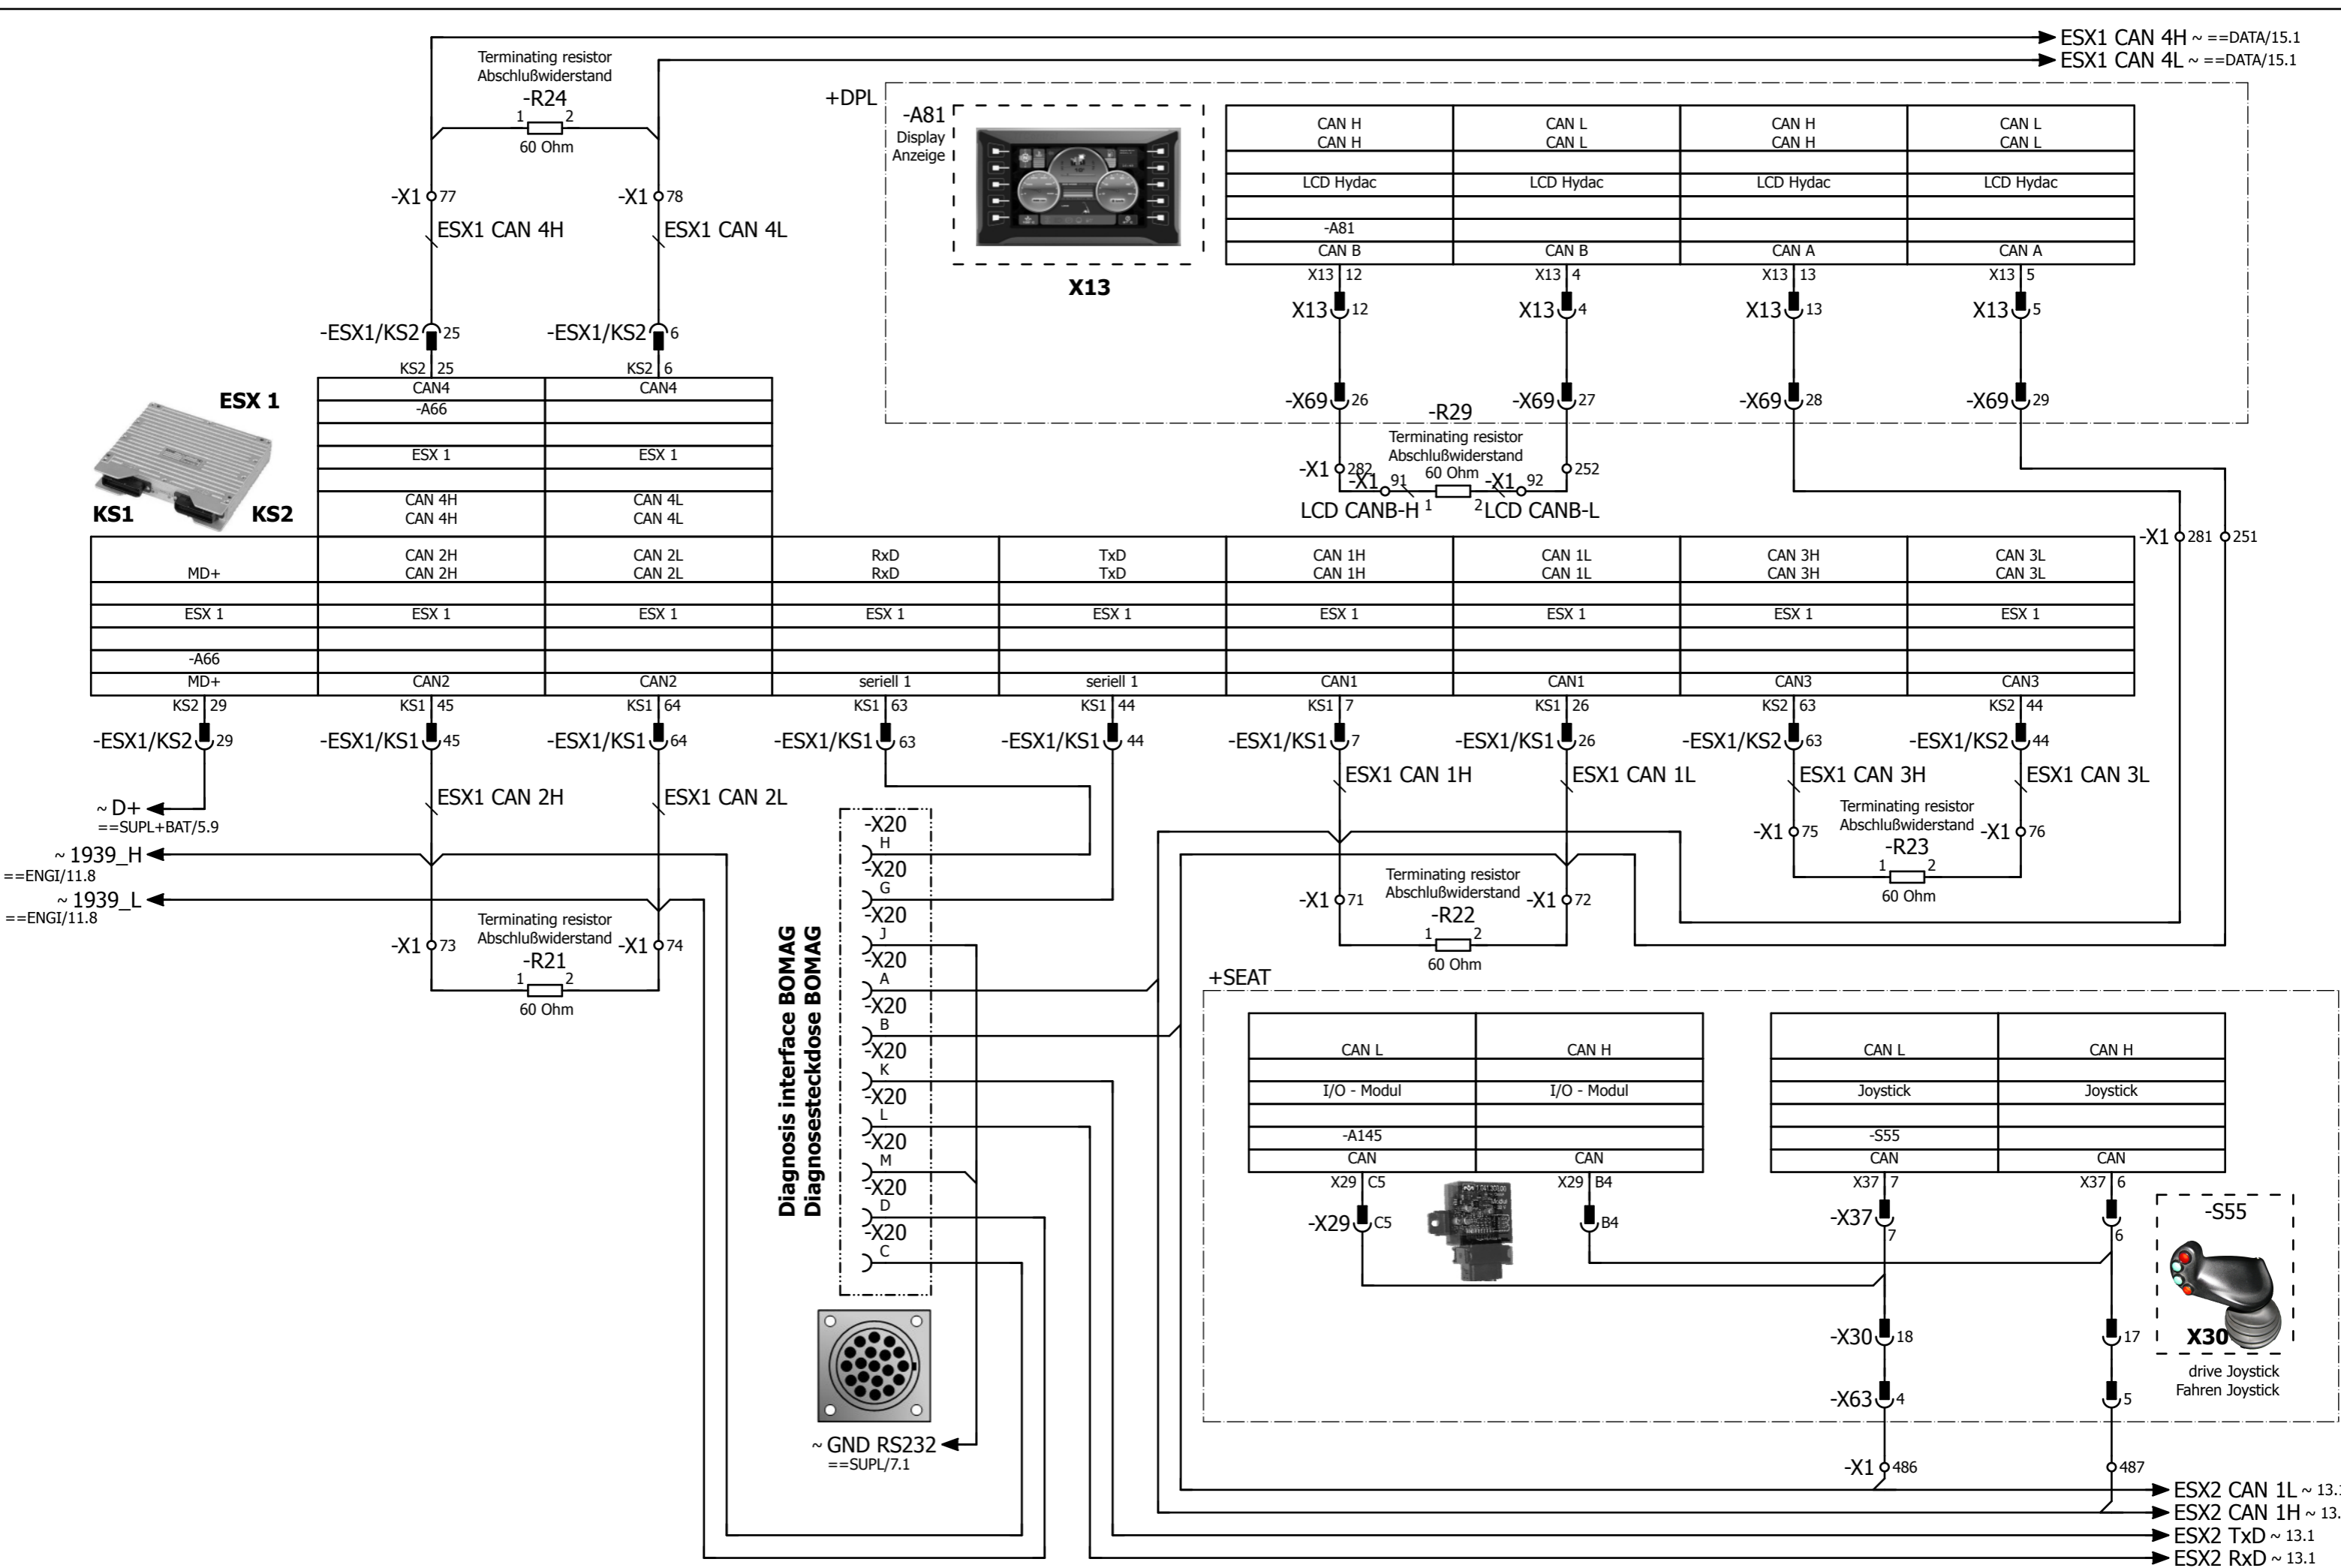 ESX1 CAN 4H ~ ==DATA/15.1
ESX1 CAN 4L ~ ==DATA/15.1
Terminating resistor
Abschlußwiderstand
-R24
1 2
60 Ohm
-X1 77
-X1 78
ESX1 CAN 4H
ESX1 CAN 4L
-ESX1/KS2 25
-ESX1/KS2 6
KS2 25
KS2 6
+DPL
-A81
Display
Anzeige
X13
CAN H CAN L CAN H CAN L
CAN H CAN L CAN H CAN L
LCD Hydac LCD Hydac LCD Hydac LCD Hydac
-A81
CAN B CAN B CAN A CAN A
X13 12 X13 4 X13 13 X13 5
X13 12 X13 4 X13 13 X13 5
-X69 26 -X69 27 -X69 28 -X69 29
-R29
Terminating resistor
Abschlußwiderstand
60 Ohm
-X1 282
252
-X1 91
-X1 92
1 2
LCD CANB-H
LCD CANB-L
-X1 281 251
ESX 1
KS1
KS2
CAN4 CAN4
-A66
ESX 1 ESX 1
CAN 4H CAN 4L
CAN 4H CAN 4L
CAN 2H CAN 2L RxD TxD CAN 1H CAN 1L CAN 3H CAN 3L
MD+ CAN 2H CAN 2L RxD TxD CAN 1H CAN 1L CAN 3H CAN 3L
ESX 1 ESX 1 ESX 1 ESX 1 ESX 1 ESX 1 ESX 1 ESX 1 ESX 1
-A66
MD+ CAN2 CAN2 seriell 1 seriell 1 CAN1 CAN1 CAN3 CAN3
KS2 29 KS1 45 KS1 64 KS1 63 KS1 44 KS1 7 KS1 26 KS2 63 KS2 44
-ESX1/KS2 29 -ESX1/KS1 45 -ESX1/KS1 64 -ESX1/KS1 63 -ESX1/KS1 44 -ESX1/KS1 7 -ESX1/KS1 26 -ESX1/KS2 63 -ESX1/KS2 44
ESX1 CAN 2H
ESX1 CAN 2L
ESX1 CAN 1H
ESX1 CAN 1L
ESX1 CAN 3H
ESX1 CAN 3L
~ D+
==SUPL+BAT/5.9
~ 1939_H
==ENGI/11.8
~ 1939_L
==ENGI/11.8
-X1 73
-X1 74
Terminating resistor
Abschlußwiderstand
-R21
1 2
60 Ohm
-X1 71
-X1 72
Terminating resistor
Abschlußwiderstand
-R22
1 2
60 Ohm
-X1 75
-X1 76
Terminating resistor
Abschlußwiderstand
-R23
1 2
60 Ohm
Diagnosis interface BOMAG
Diagnosesteckdose BOMAG
-X20
H
-X20
G
-X20
J
-X20
A
-X20
B
-X20
K
-X20
L
-X20
M
-X20
D
-X20
C
~ GND RS232
==SUPL/7.1
+SEAT
CAN L CAN H
I/O - Modul I/O - Modul
-A145
CAN CAN
X29 C5 X29 B4
-X29 C5 B4
CAN L CAN H
Joystick Joystick
-S55
CAN CAN
X37 7 X37 6
-X37
7 6
-X30 18 17
-X63 4 5
-X1 486 487
-S55
X30
drive Joystick
Fahren Joystick
ESX2 CAN 1L ~ 13.1
ESX2 CAN 1H ~ 13.
ESX2 TxD ~ 13.1
ESX2 RxD ~ 13.1